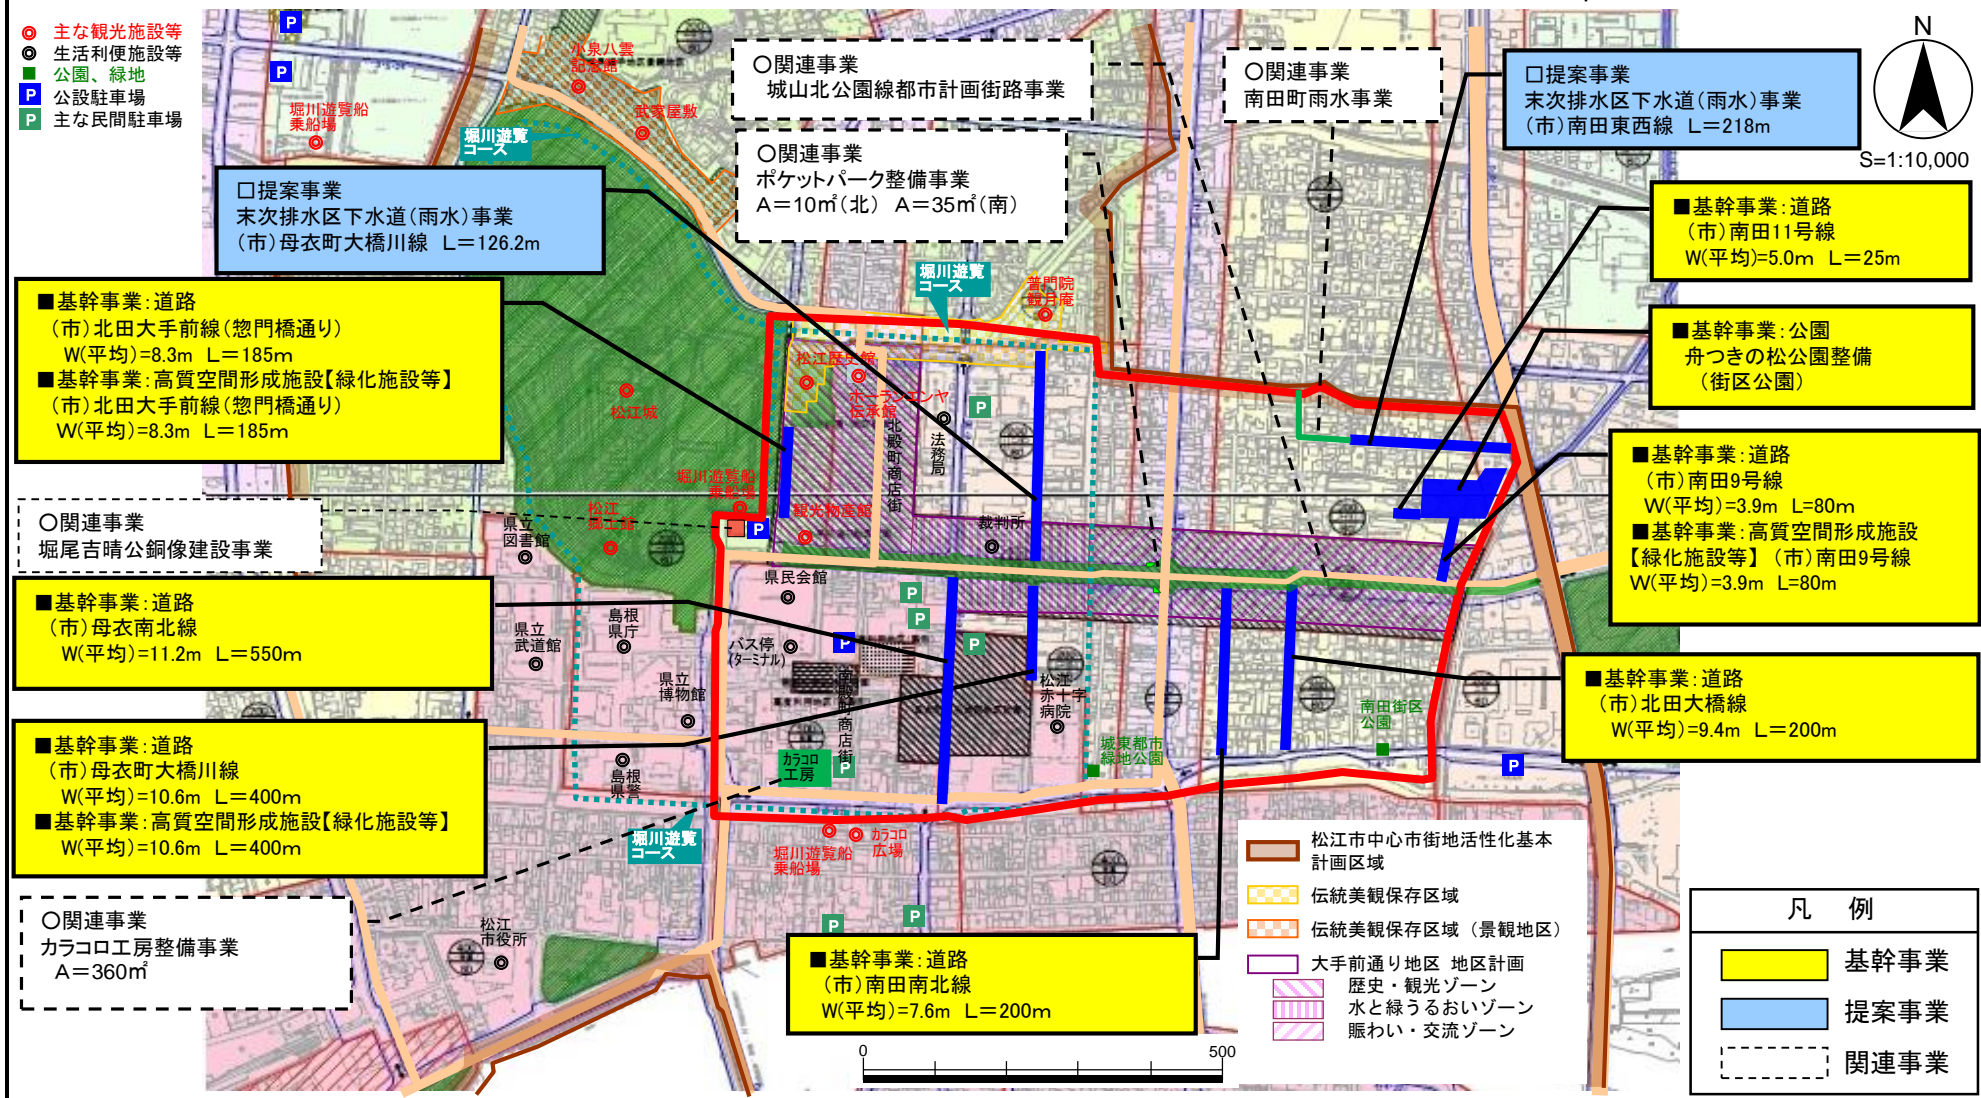 主な観光施設等
生活利便施設等
公園、緑地
P 公設駐車場
P 主な民間駐車場
N
S=1:10,000
○関連事業
城山北公園線都市計画街路事業
○関連事業
南田町雨水事業
□提案事業
末次排水区下水道(雨水)事業
(市)南田東西線 L=218m
○関連事業
ポケットパーク整備事業
A=10㎡(北) A=35㎡(南)
□提案事業
末次排水区下水道(雨水)事業
(市)母衣町大橋川線 L=126.2m
■基幹事業:道路
(市)南田11号線
W(平均)=5.0m L=25m
■基幹事業:公園
舟つきの松公園整備
(街区公園)
■基幹事業:道路
(市)北田大手前線(惣門橋通り)
W(平均)=8.3m L=185m
■基幹事業:高質空間形成施設【緑化施設等】
(市)北田大手前線(惣門橋通り)
W(平均)=8.3m L=185m
■基幹事業:道路
(市)南田9号線
W(平均)=3.9m L=80m
■基幹事業:高質空間形成施設
【緑化施設等】 (市)南田9号線
W(平均)=3.9m L=80m
○関連事業
堀尾吉晴公銅像建設事業
■基幹事業:道路
(市)母衣南北線
W(平均)=11.2m L=550m
■基幹事業:道路
(市)北田大橋線
W(平均)=9.4m L=200m
■基幹事業:道路
(市)母衣町大橋川線
W(平均)=10.6m L=400m
■基幹事業:高質空間形成施設【緑化施設等】
W(平均)=10.6m L=400m
○関連事業
カラコロ工房整備事業
A=360㎡
■基幹事業:道路
(市)南田南北線
W(平均)=7.6m L=200m
小泉八雲
記念館
武家屋敷
堀川遊覧船
乗船場
堀川遊覧
コース
堀川遊覧
コース
普門院
観月庵
松江歴史館
ホーランエンヤ
伝承館
松江城
北殿町商店街
法務局
堀川遊覧船
乗船場
松江
郷土館
観光物産館
裁判所
県立
図書館
県民会館
県立
武道館
島根
県庁
バス停
(ターミナル)
県立
博物館
南殿町商店街
松江
赤十字
病院
南田街区
公園
城東都市
緑地公園
カラコロ
工房
島根
県警
堀川遊覧
コース
堀川遊覧船
乗船場
カラコロ
広場
松江
市役所
松江市中心市街地活性化基本
計画区域
伝統美観保存区域
伝統美観保存区域(景観地区)
大手前通り地区 地区計画
歴史・観光ゾーン
水と緑うるおいゾーン
賑わい・交流ゾーン
0 500
凡 例
基幹事業
提案事業
関連事業